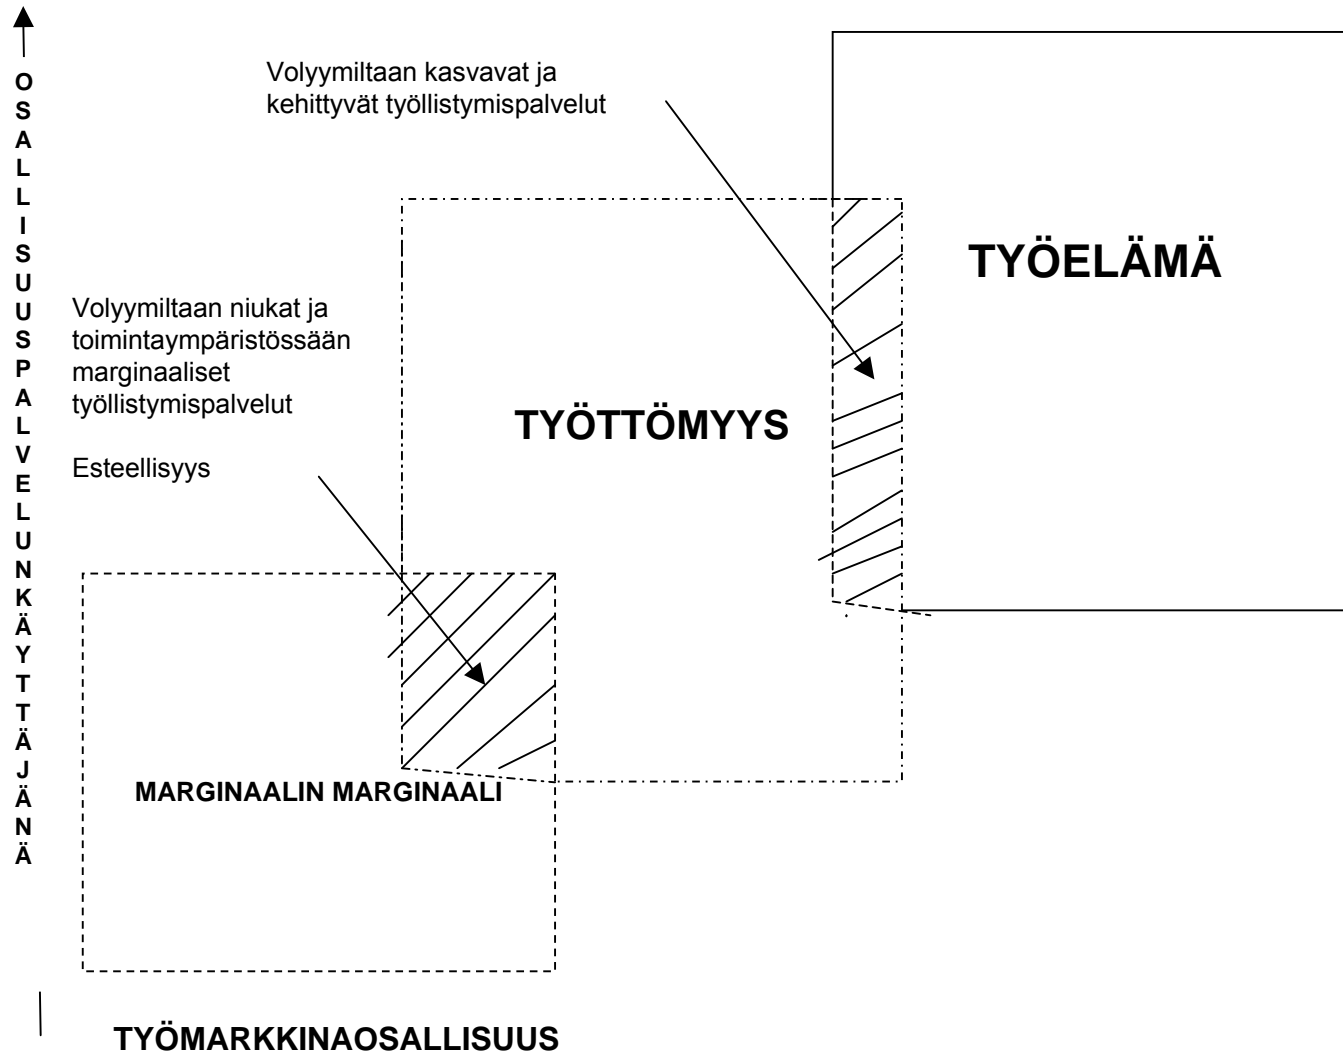 OSALLISUUSPALVELUNKÄYTTÄJÄNÄ
Volyymiltaan kasvavat ja
kehittyvät työllistymispalvelut
TYÖELÄMÄ
Volyymiltaan niukat ja
toimintaympäristössään
marginaaliset
työllistymispalvelut
TYÖTTÖMYYS
Esteellisyys
MARGINAALIN MARGINAALI
TYÖMARKKINAOSALLISUUS